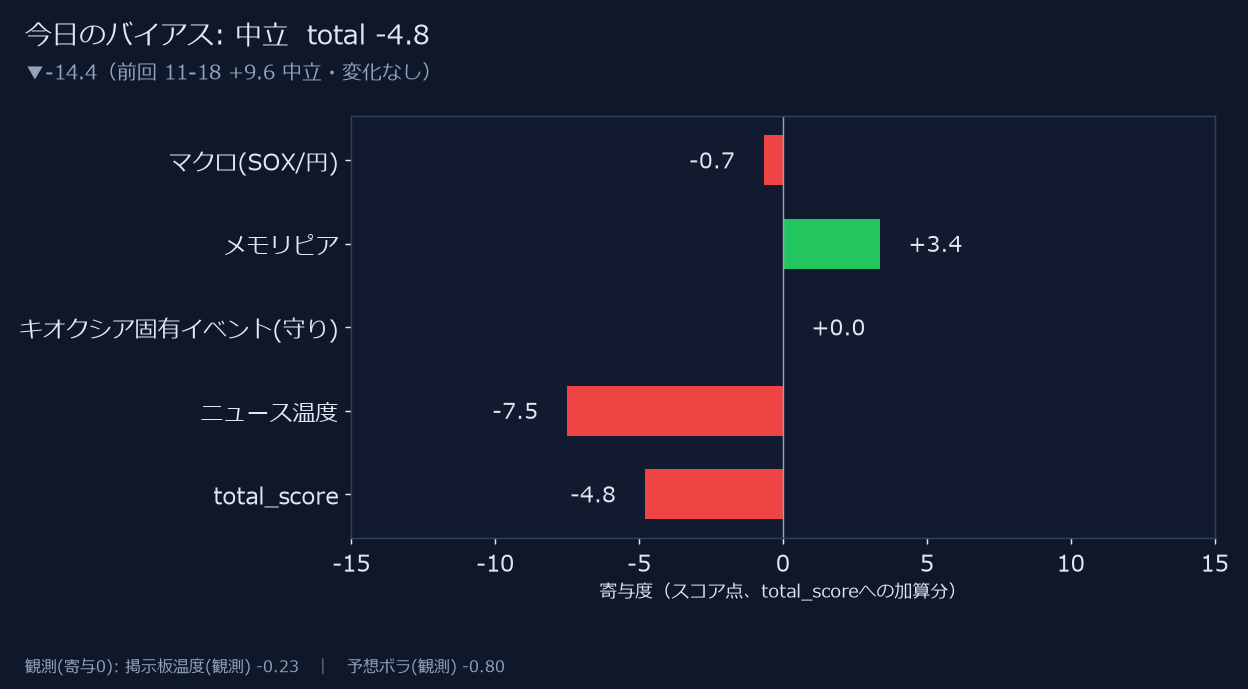 今日のバイアス: 中立  total -4.8
▼-14.4（前回 11-18 +9.6 中立・変化なし）
マクロ(SOX/円)
-0.7
メモリピア
+3.4
キオクシア固有イベント(守り)
+0.0
ニュース温度
-7.5
total_score
-4.8
-15 -10 -5 0 5 10 15
寄与度（スコア点、total_scoreへの加算分）
観測(寄与0): 掲示板温度(観測) -0.23 ｜ 予想ボラ(観測) -0.80